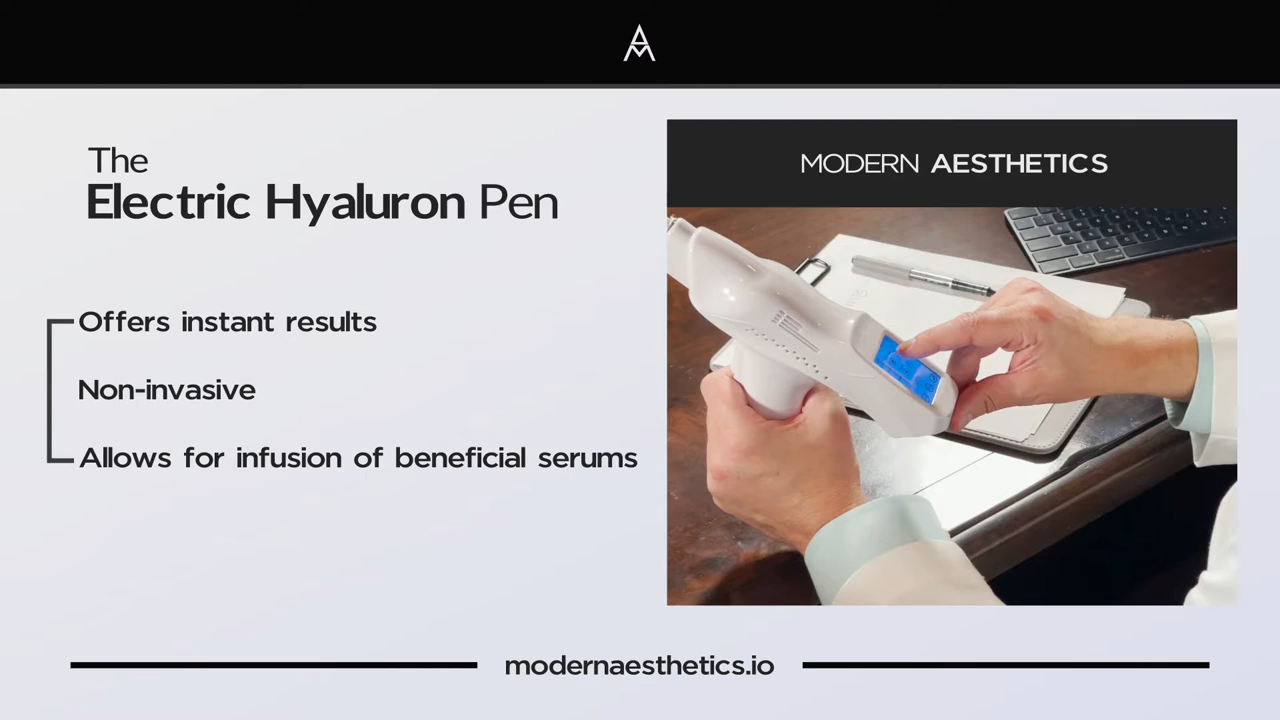 The
Electric Hyaluron Pen
Offers instant results
Non-invasive
Allows for infusion of beneficial serums
MODERN AESTHETICS
modernaesthetics.io